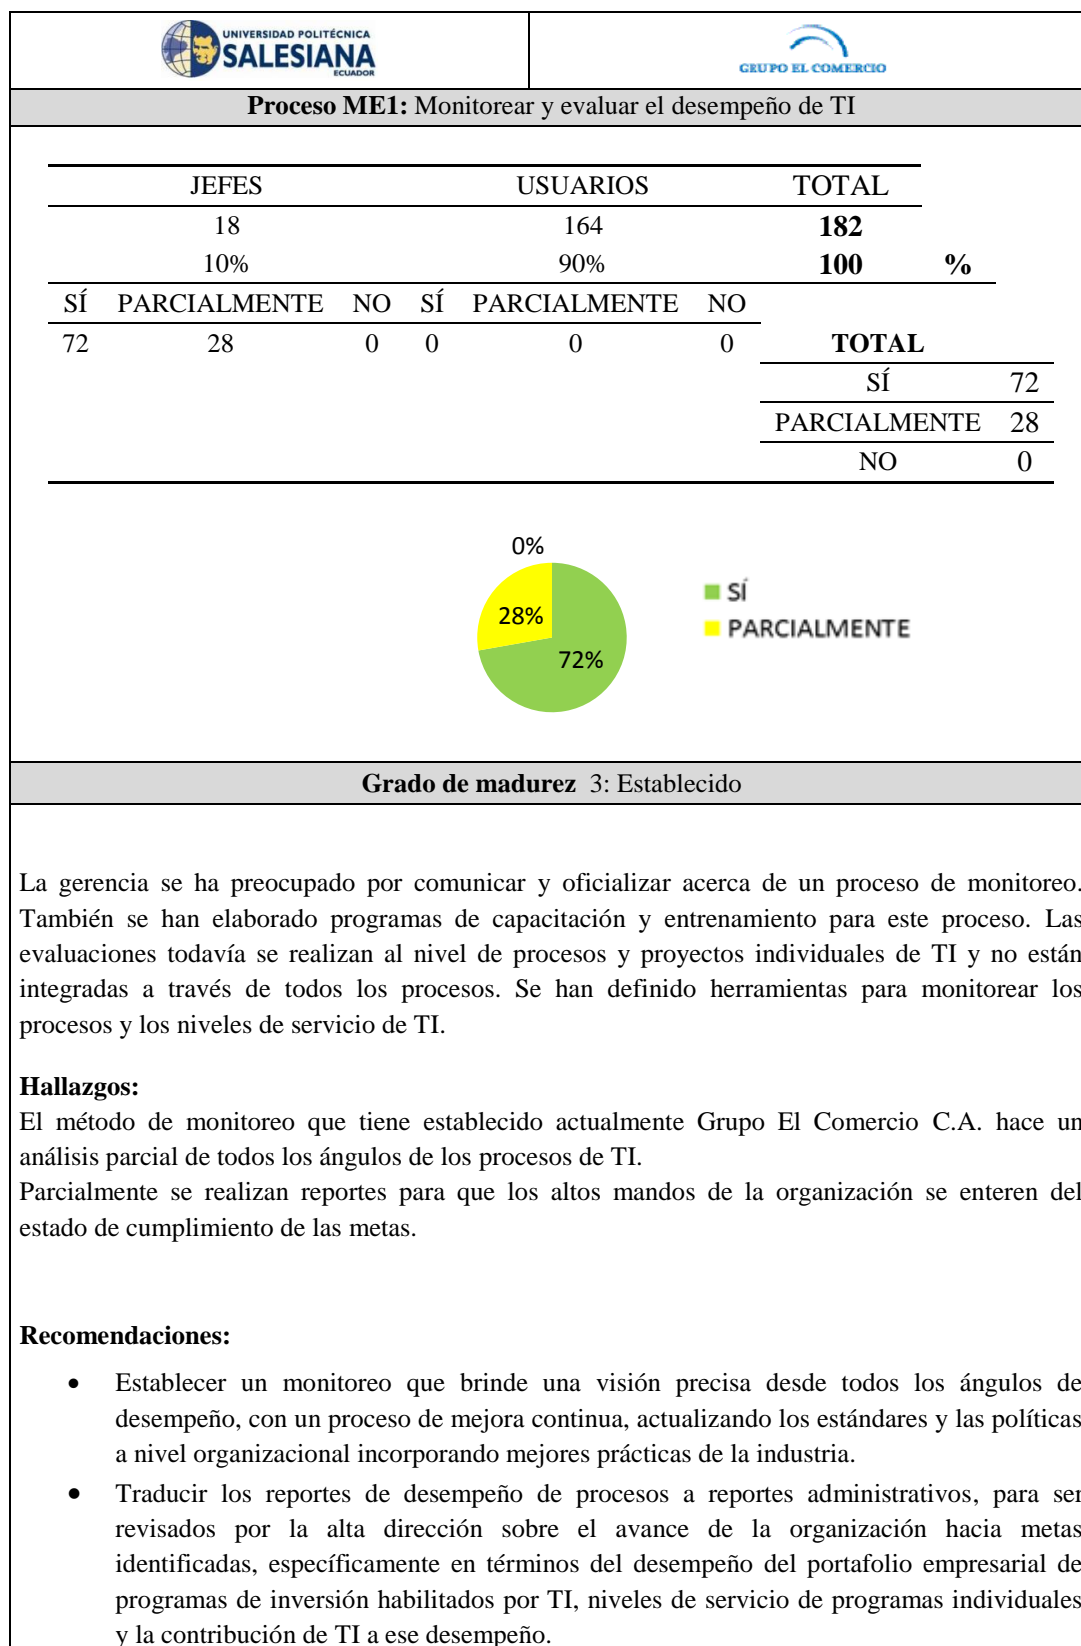 UNIVERSIDAD POLITÉCNICA
SALESIANA
ECUADOR
GRUPO EL COMERCIO
Proceso ME1: Monitorear y evaluar el desempeño de TI
JEFES USUARIOS TOTAL
18 164 182
10% 90% 100 %
SÍ PARCIALMENTE NO SÍ PARCIALMENTE NO
72 28 0 0 0 0 TOTAL
SÍ 72
PARCIALMENTE 28
NO 0
0%
28%
72%
SÍ
PARCIALMENTE
Grado de madurez 3: Establecido
La gerencia se ha preocupado por comunicar y oficializar acerca de un proceso de monitoreo.
También se han elaborado programas de capacitación y entrenamiento para este proceso. Las
evaluaciones todavía se realizan al nivel de procesos y proyectos individuales de TI y no están
integradas a través de todos los procesos. Se han definido herramientas para monitorear los
procesos y los niveles de servicio de TI.
Hallazgos:
El método de monitoreo que tiene establecido actualmente Grupo El Comercio C.A. hace un
análisis parcial de todos los ángulos de los procesos de TI.
Parcialmente se realizan reportes para que los altos mandos de la organización se enteren del
estado de cumplimiento de las metas.
Recomendaciones:
• Establecer un monitoreo que brinde una visión precisa desde todos los ángulos de
desempeño, con un proceso de mejora continua, actualizando los estándares y las políticas
a nivel organizacional incorporando mejores prácticas de la industria.
• Traducir los reportes de desempeño de procesos a reportes administrativos, para ser
revisados por la alta dirección sobre el avance de la organización hacia metas
identificadas, específicamente en términos del desempeño del portafolio empresarial de
programas de inversión habilitados por TI, niveles de servicio de programas individuales
y la contribución de TI a ese desempeño.